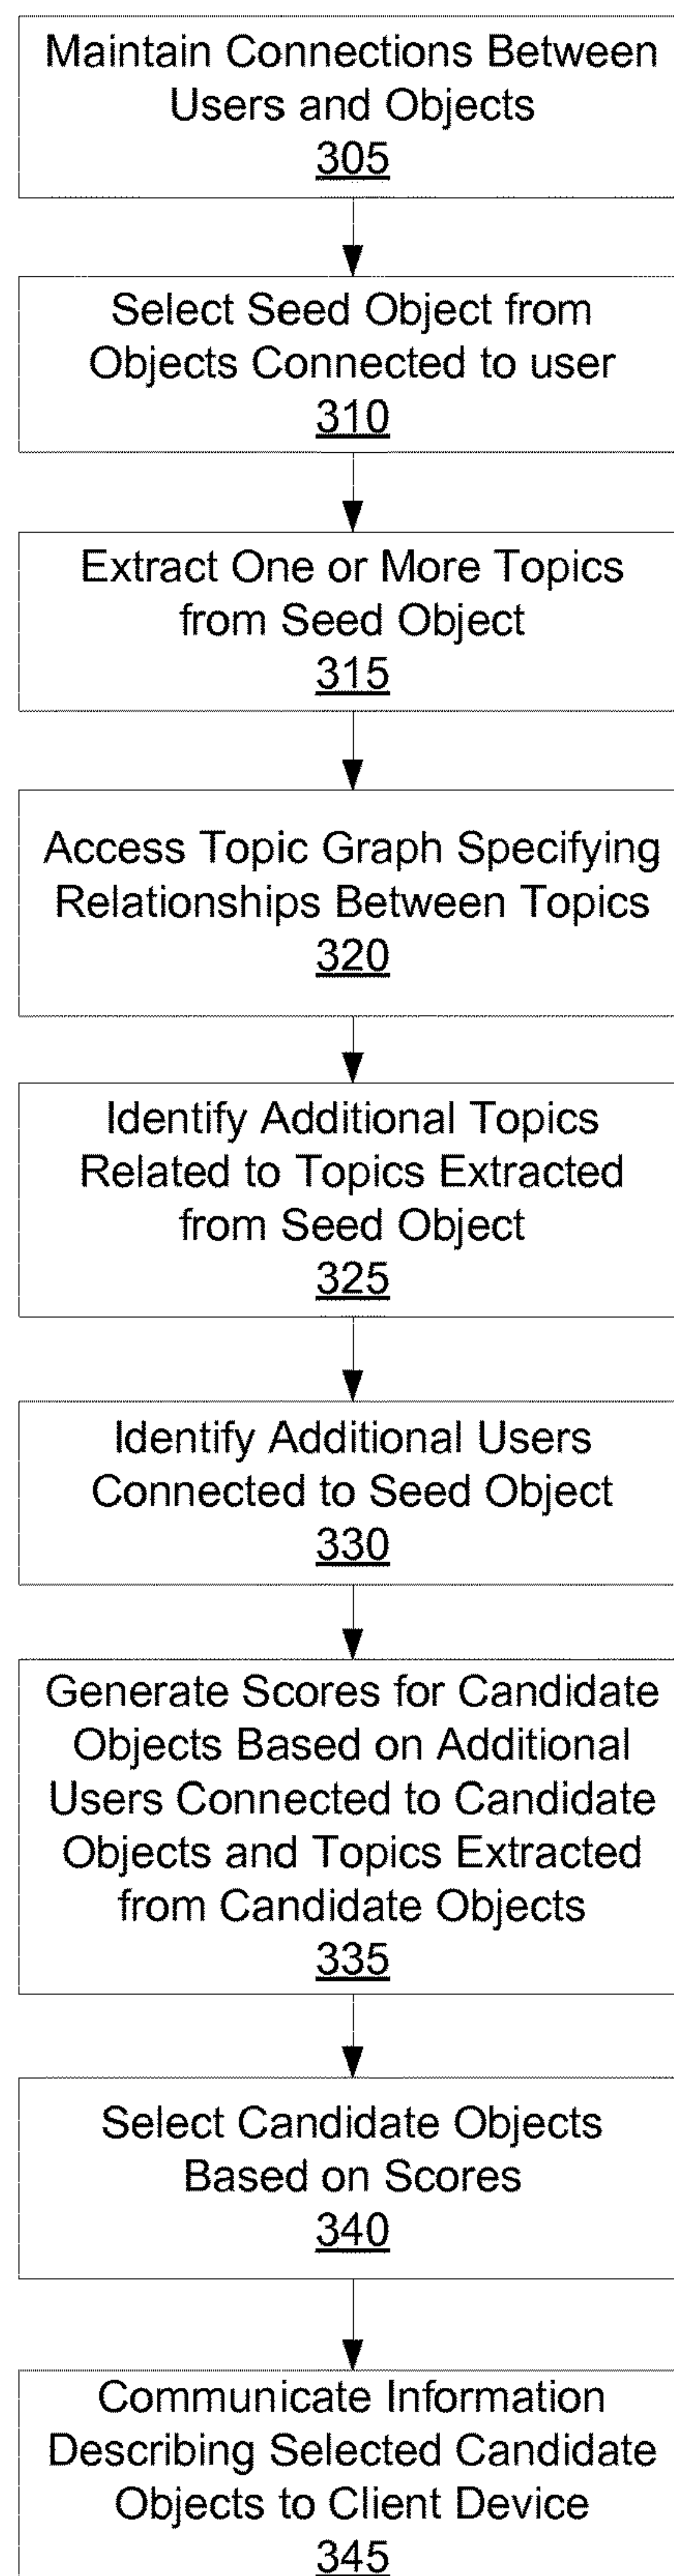 Maintain Connections Between
Users and Objects
305
Select Seed Object from
Objects Connected to user
310
Extract One or More Topics
from Seed Object
315
Access Topic Graph Specifying
Relationships Between Topics
320
Identify Additional Topics
Related to Topics Extracted
from Seed Object
325
Identify Additional Users
Connected to Seed Object
330
Generate Scores for Candidate
Objects Based on Additional
Users Connected to Candidate
Objects and Topics Extracted
from Candidate Objects
335
Select Candidate Objects
Based on Scores
340
Communicate Information
Describing Selected Candidate
Objects to Client Device
345